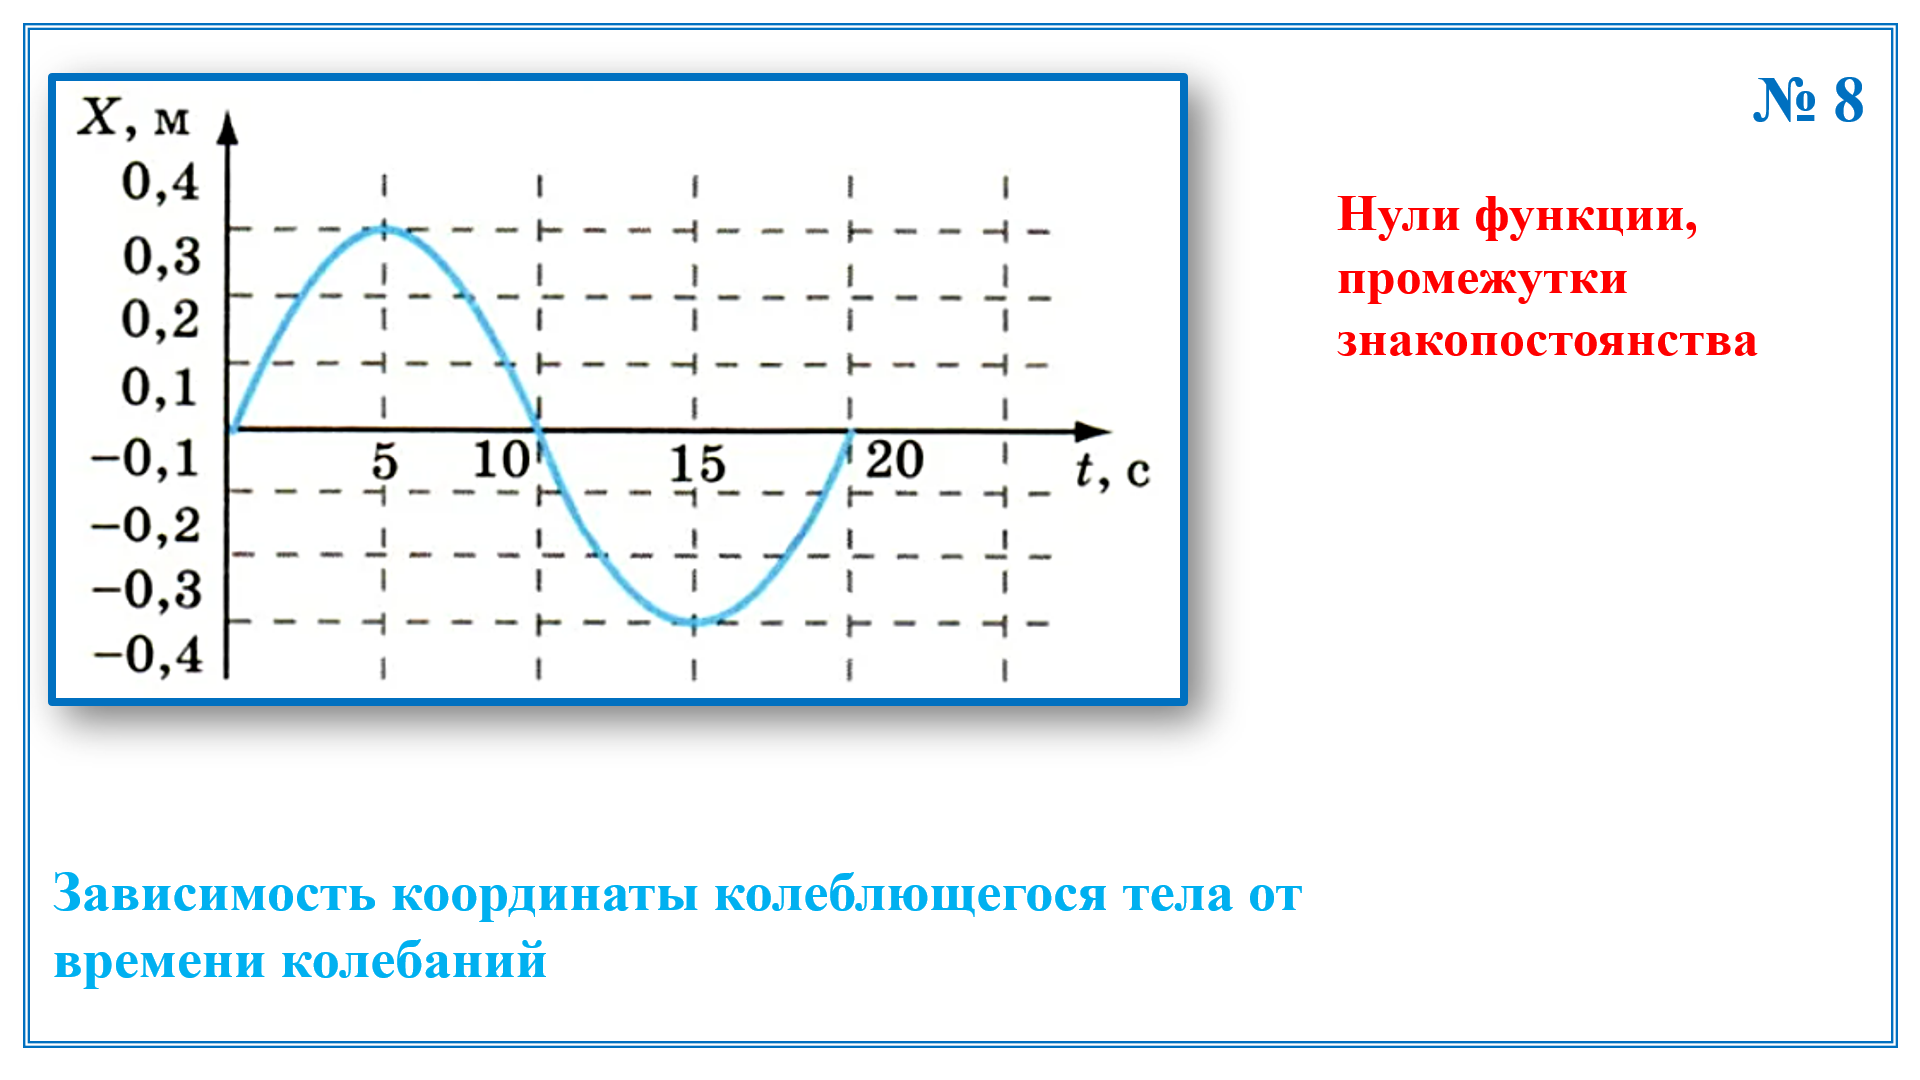 № 8
X, м
0,4
0,3
0,2
0,1
−0,1
−0,2
−0,3
−0,4
5 10 15 20
t, с
Нули функции,
промежутки
знакопостоянства
Зависимость координаты колеблющегося тела от
времени колебаний